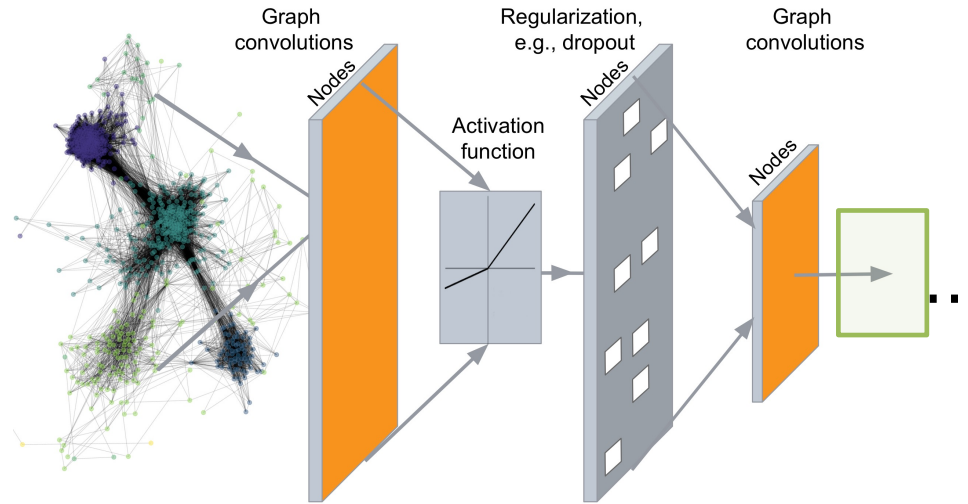 Graph
convolutions
Regularization,
e.g., dropout
Graph
convolutions
Nodes
Activation
function
Nodes
Nodes